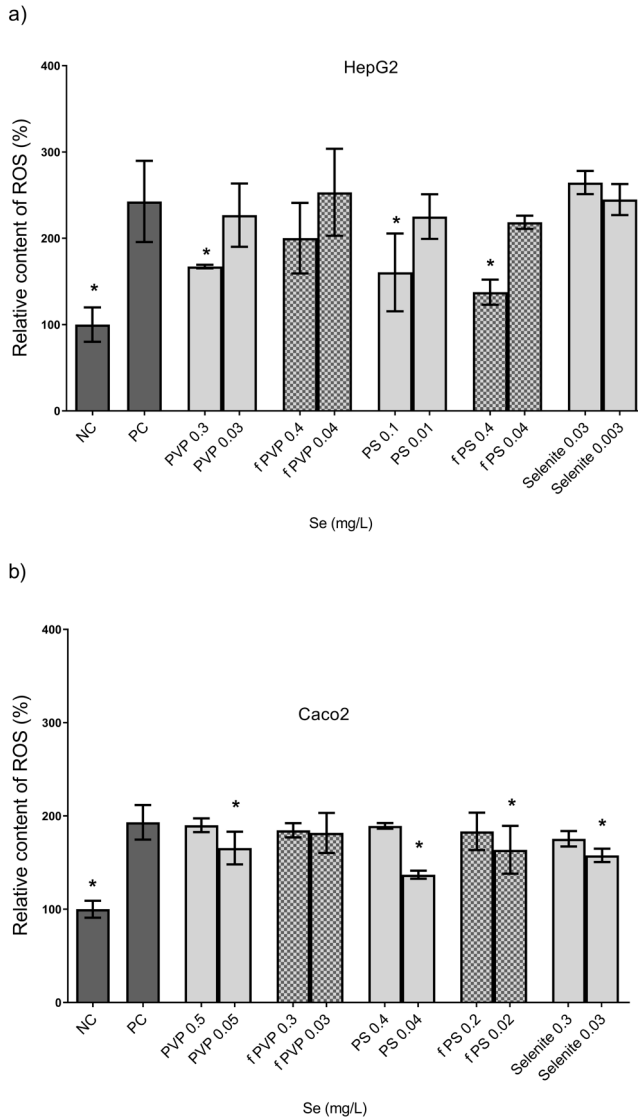 a)
HepG2
Relative content of ROS (%)
400
300
200
100
0
*
*
*
*
NC
PC
PVP 0.3
PVP 0.03
f PVP 0.4
f PVP 0.04
PS 0.1
PS 0.01
f PS 0.4
f PS 0.04
Selenite 0.03
Selenite 0.003
Se (mg/L)
b)
Caco2
Relative content of ROS (%)
400
300
200
100
0
*
*
*
*
*
NC
PC
PVP 0.5
PVP 0.05
f PVP 0.3
f PVP 0.03
PS 0.4
PS 0.04
f PS 0.2
f PS 0.02
Selenite 0.3
Selenite 0.03
Se (mg/L)